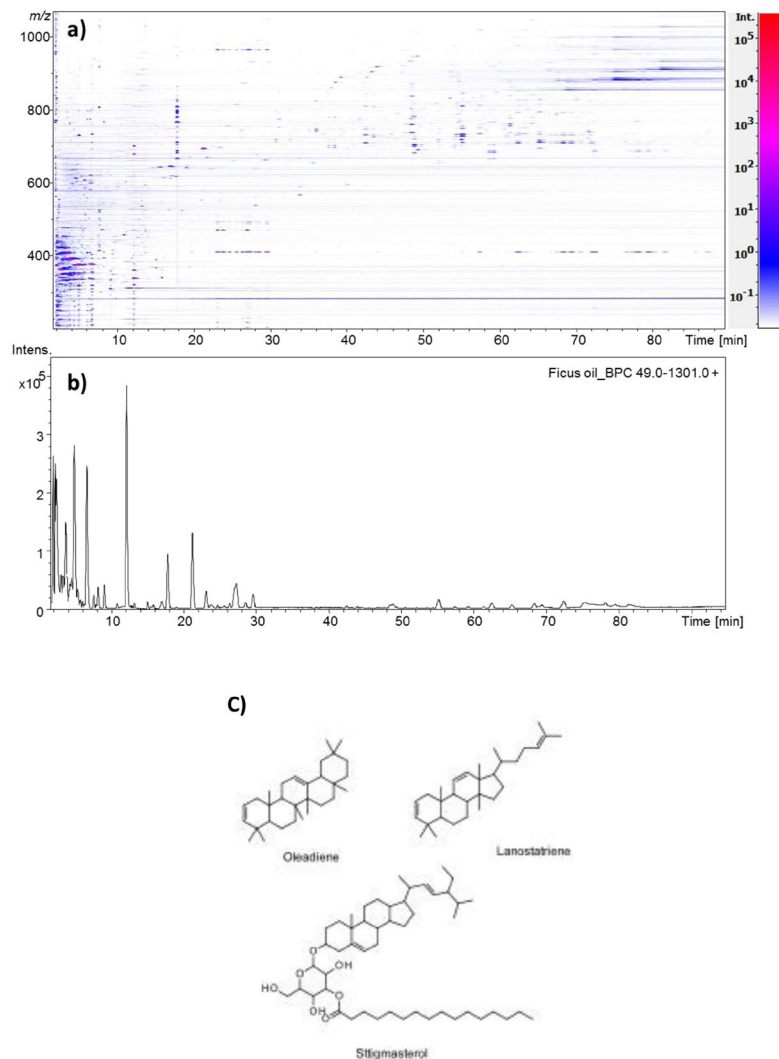 m/z
a)
Int.
1000
10^5
10^4
800
10^3
10^2
600
10^1
400
10^0
10^-1
10 20 30 40 50 60 70 80 Time [min]
Intens.
x10^5
b)
Ficus oil_BPC 49.0-1301.0 +
3
2
1
0
10 20 30 40 50 60 70 80 Time [min]
C)
Oleadiene
Lanostatriene
O
O OH
HO O
OH O
Sttigmasterol